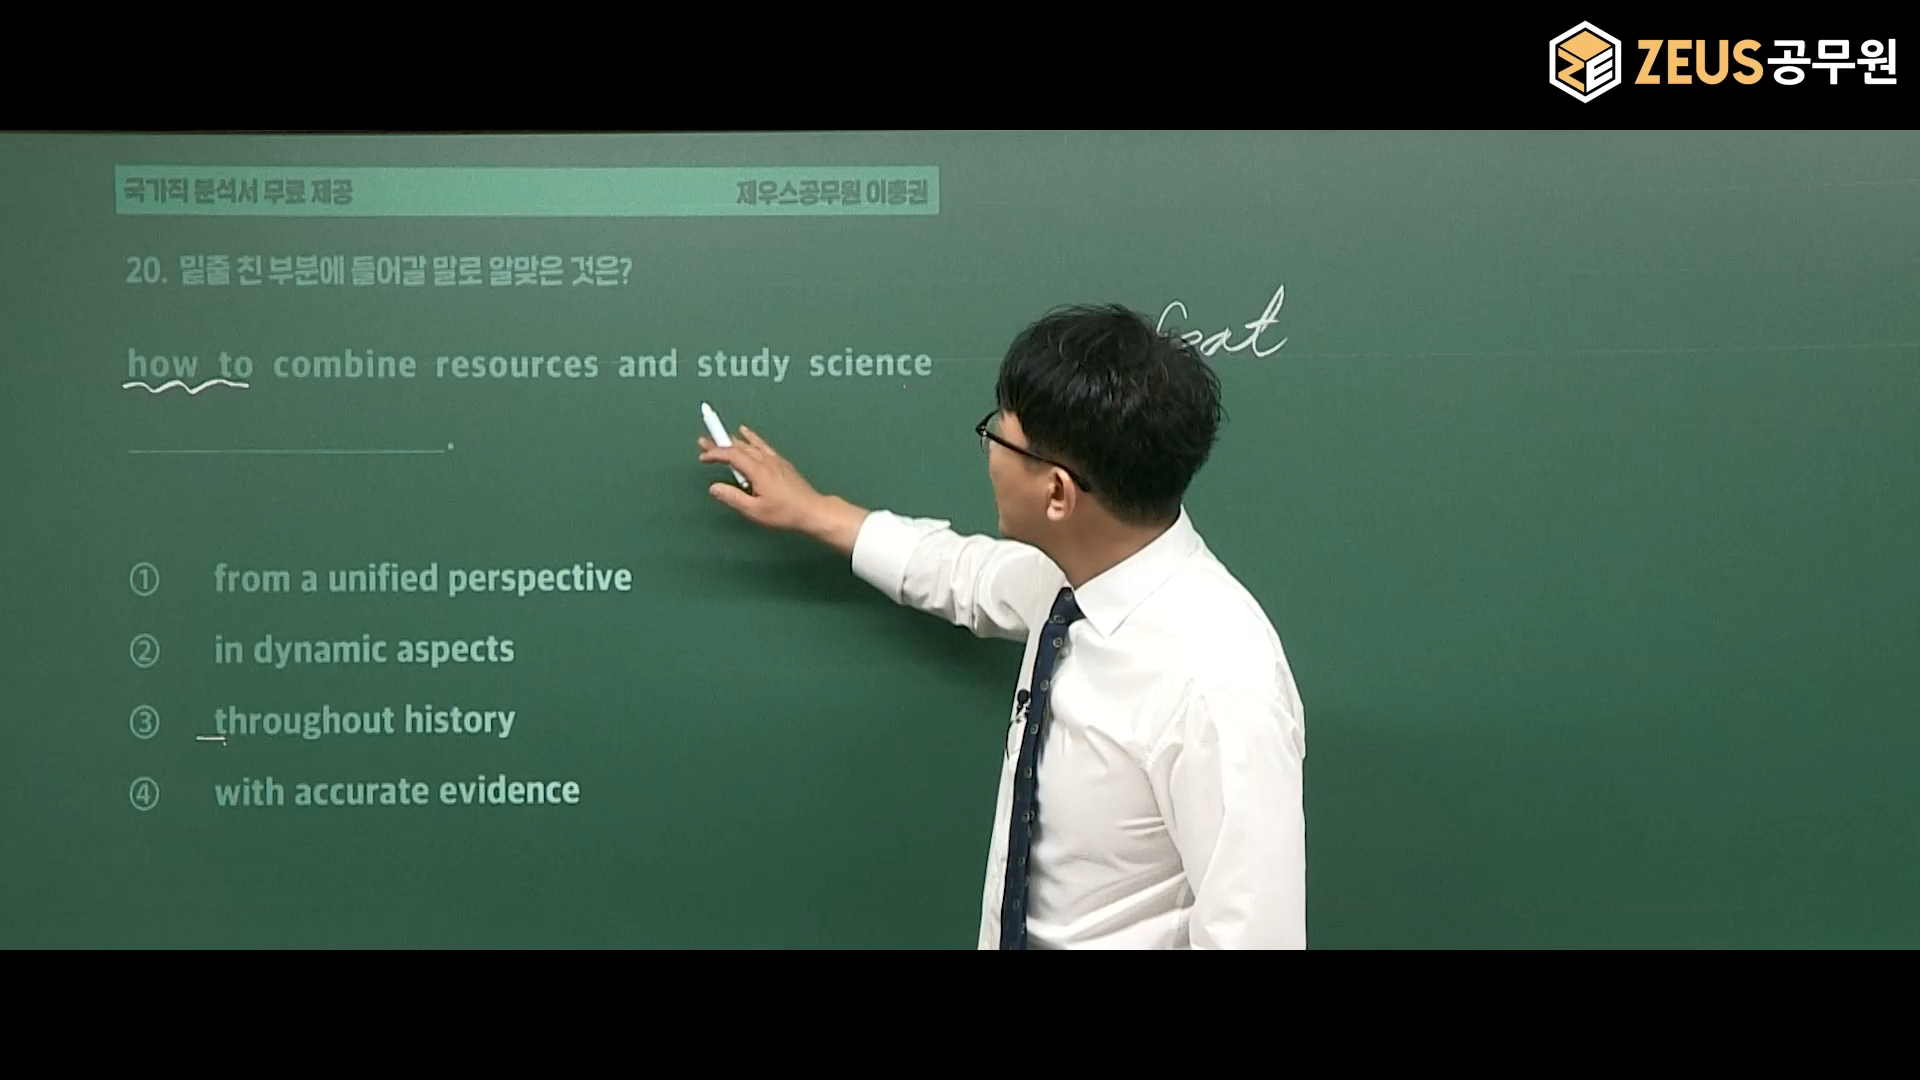 ZEUS공무원
국가직 분석서 무료 제공 제우스공무원 이충권
20. 밑줄 친 부분에 들어갈 말로 알맞은 것은?
how to combine resources and study science
.
① from a unified perspective
② in dynamic aspects
③ throughout history
④ with accurate evidence